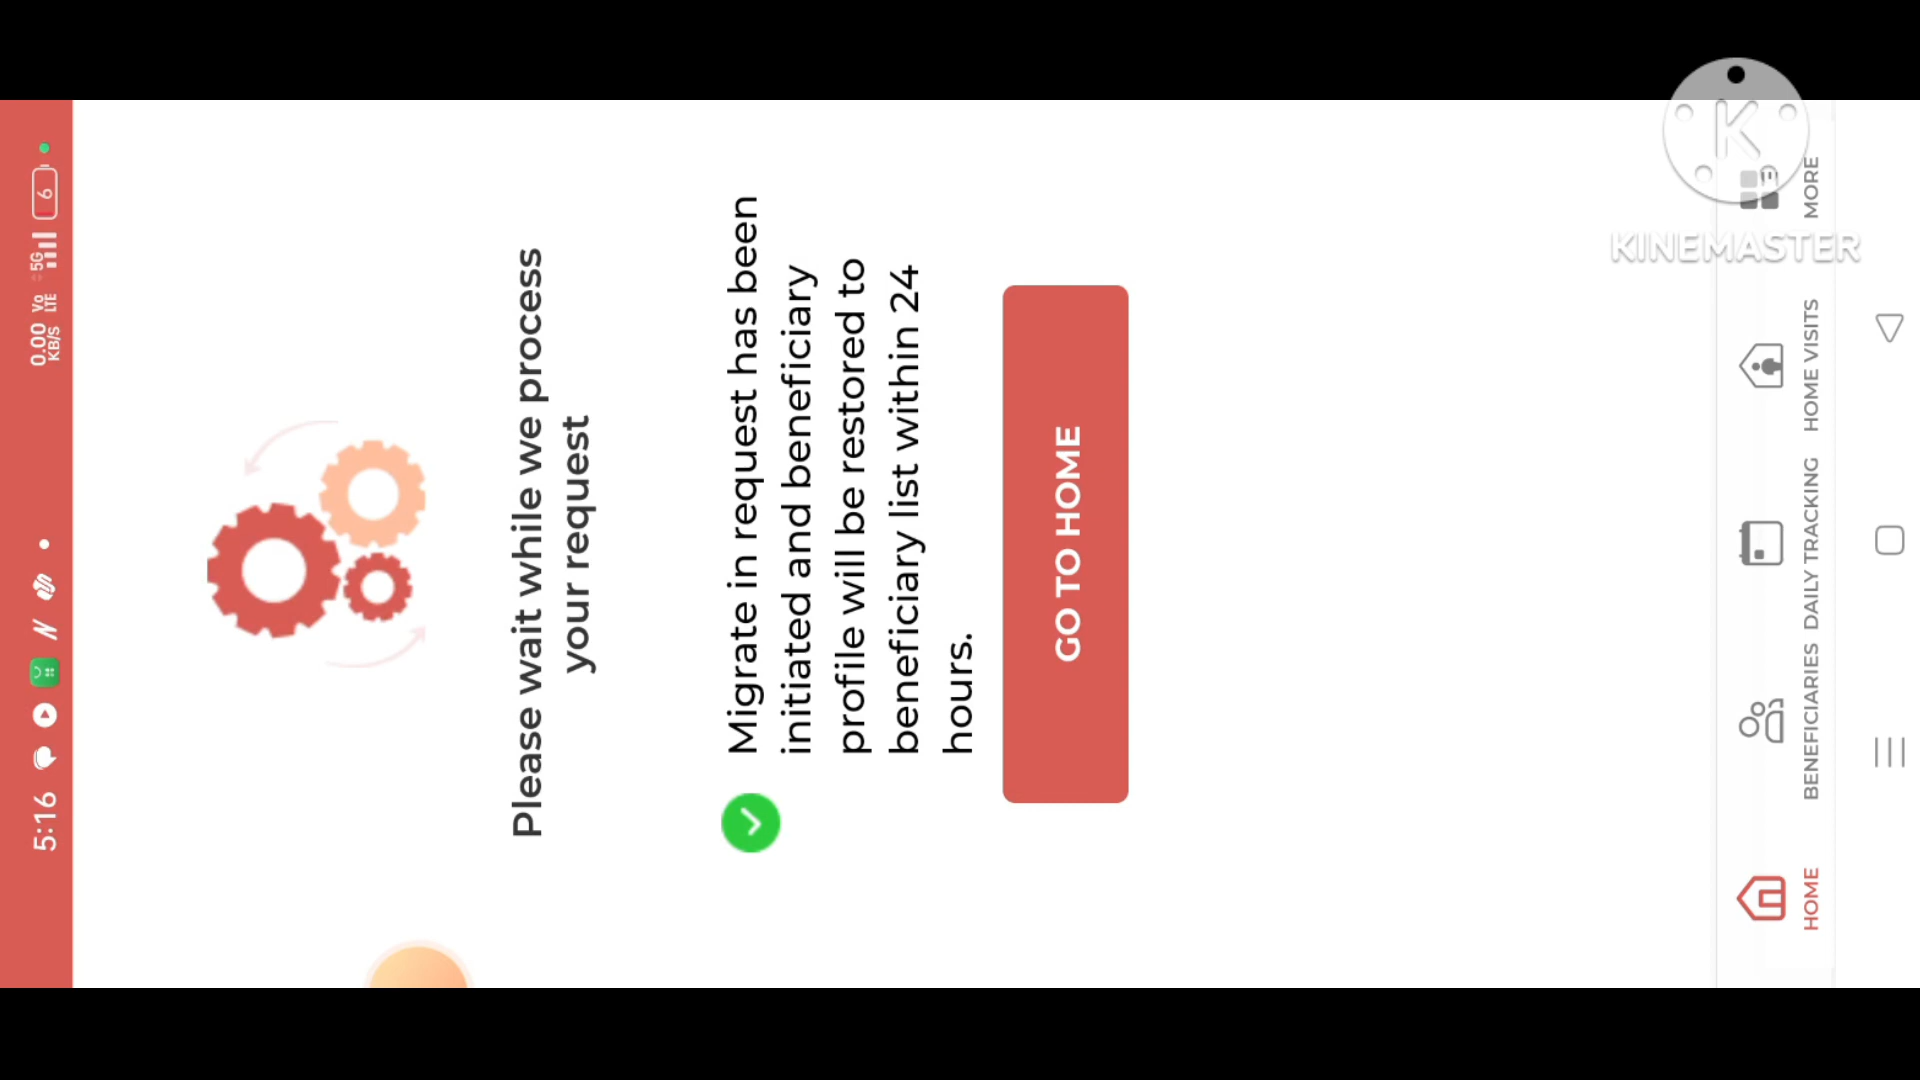 5:16
0.00 KB/S
Vo LTE
5G
6
Please wait while we process
your request
Migrate in request has been
initiated and beneficiary
profile will be restored to
beneficiary list within 24
hours.
GO TO HOME
HOME
BENEFICIARIES
DAILY TRACKING
HOME VISITS
MORE
K
KINEMASTER